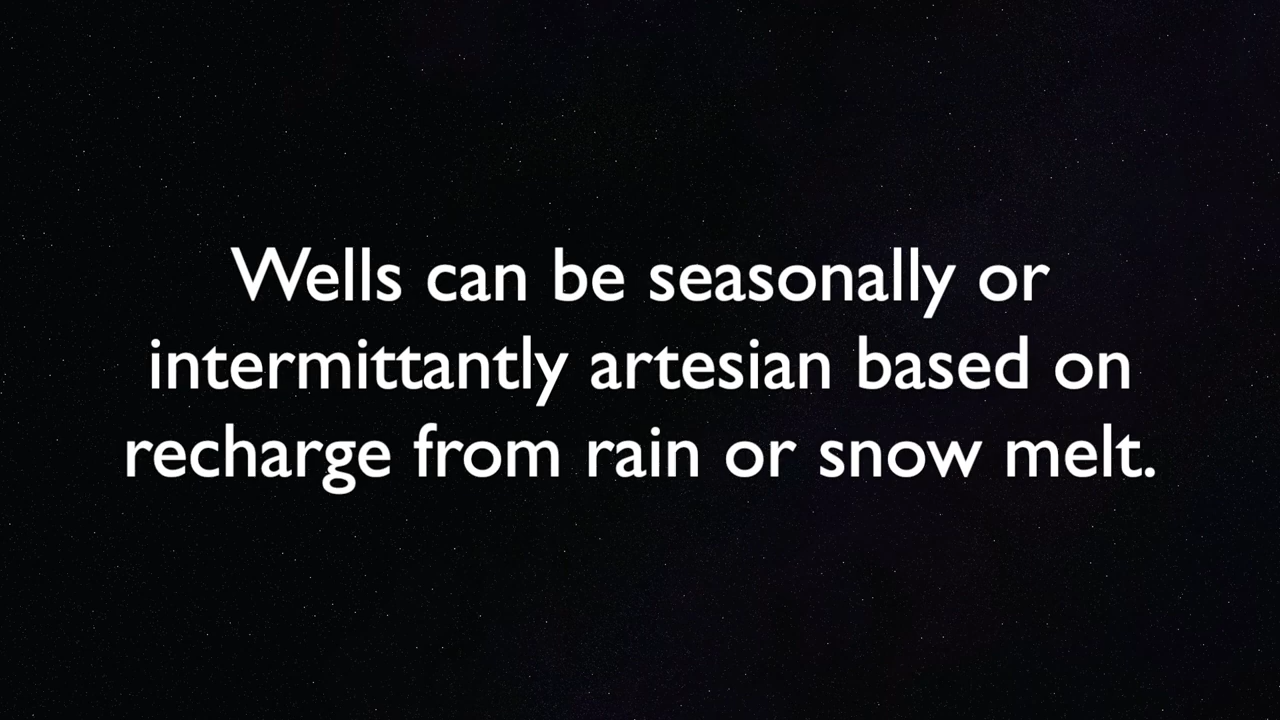 Wells can be seasonally or
intermittantly artesian based on
recharge from rain or snow melt.